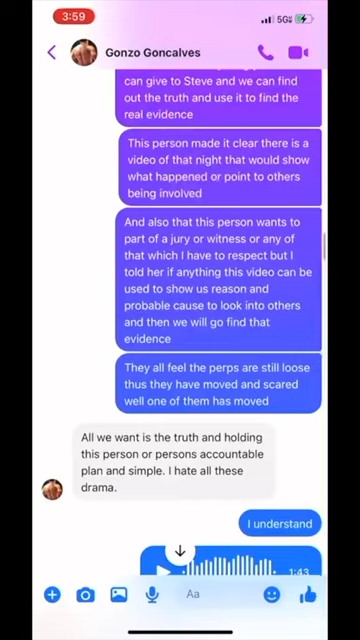 3:59
5G
Gonzo Goncalves
can give to Steve and we can find
out the truth and use it to find the
real evidence
This person made it clear there is a
video of that night that would show
what happened or point to others
being involved
And also that this person wants to
part of a jury or witness or any of
that which I have to respect but I
told her if anything this video can be
used to show us reason and
probable cause to look into others
and then we will go find that
evidence
They all feel the perps are still loose
thus they have moved and scared
well one of them has moved
All we want is the truth and holding
this person or persons accountable
plan and simple. I hate all these
drama.
I understand
1:43
Aa